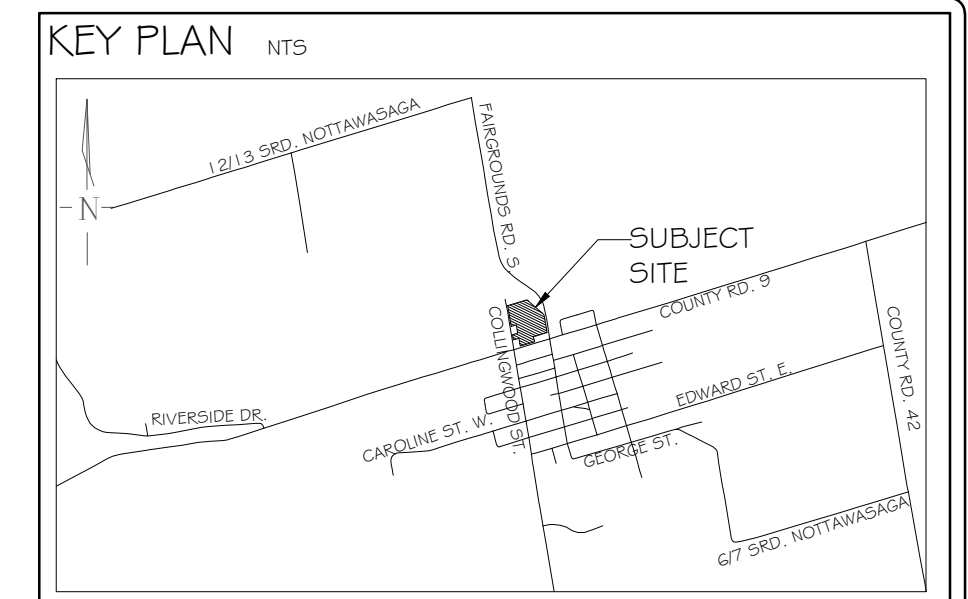 KEY PLAN NTS
12/13 SRD. NOTTAWASAGA
FAIRGROUNDS RD. S.
N
SUBJECT
SITE
COUNTY RD. 9
COLLINGWOOD ST.
COUNTY RD. 42
RIVERSIDE DR.
EDWARD ST. E.
CAROLINE ST. W.
GEORGE ST.
6/7 SRD. NOTTAWASAGA